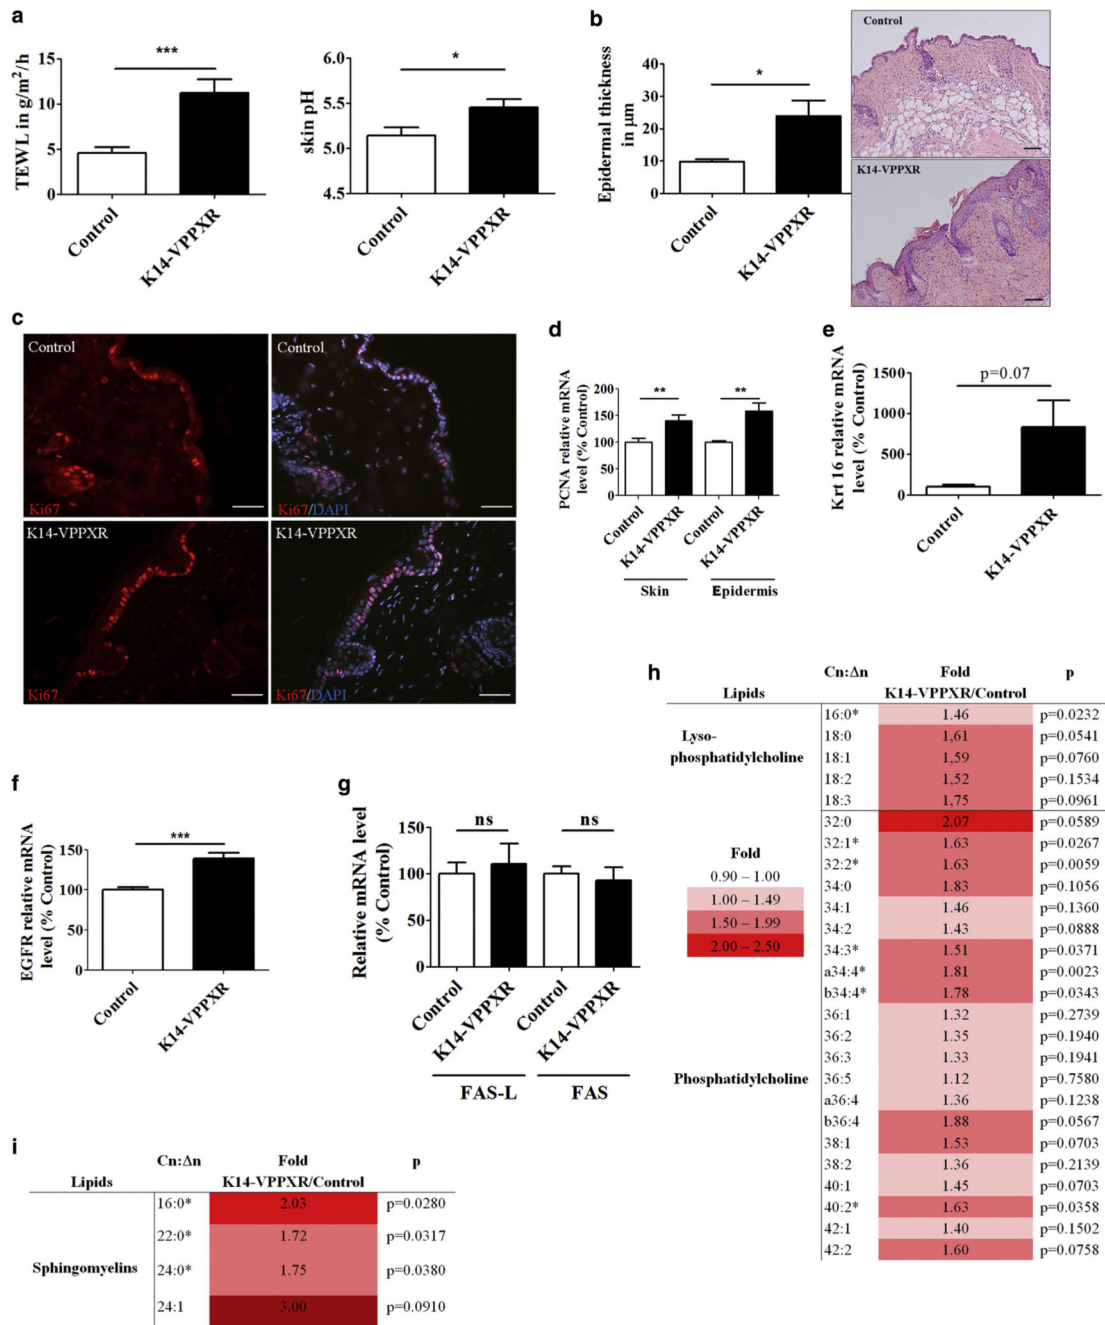 a
TEWL in g/m²/h
15
10
5
0
***
Control
K14-VPPXR
skin pH
6.0
5.5
5.0
4.5
*
Control
K14-VPPXR
b
Epidermal thickness
in µm
40
30
20
10
0
*
Control
K14-VPPXR
Control
K14-VPPXR
c
Control
Ki67
Control
Ki67/DAPI
K14-VPPXR
Ki67
K14-VPPXR
Ki67/DAPI
d
PCNA relative mRNA
level (% Control)
200
150
100
50
0
**
**
Control
K14-VPPXR
Control
K14-VPPXR
Skin
Epidermis
e
Krt 16 relative mRNA
level (% Control)
1500
1000
500
0
p=0.07
Control
K14-VPPXR
f
EGFR relative mRNA
level (% Control)
150
100
50
0
***
Control
K14-VPPXR
g
Relative mRNA level
(% Control)
150
100
50
0
ns
ns
Control
K14-VPPXR
Control
K14-VPPXR
FAS-L
FAS
h
Lipids Cn:Δn Fold K14-VPPXR/Control p
Lyso-
phosphatidylcholine
16:0* 1.46 p=0.0232
18:0 1,61 p=0.0541
18:1 1,59 p=0.0760
18:2 1,52 p=0.1534
18:3 1,75 p=0.0961
Phosphatidylcholine
32:0 2.07 p=0.0589
32:1* 1.63 p=0.0267
32:2* 1.63 p=0.0059
34:0 1.83 p=0.1056
34:1 1.46 p=0.1360
34:2 1.43 p=0.0888
34:3* 1.51 p=0.0371
a34:4* 1.81 p=0.0023
b34:4* 1.78 p=0.0343
36:1 1.32 p=0.2739
36:2 1.35 p=0.1940
36:3 1.33 p=0.1941
36:5 1.12 p=0.7580
a36:4 1.36 p=0.1238
b36:4 1.88 p=0.0567
38:1 1.53 p=0.0703
38:2 1.36 p=0.2139
40:1 1.45 p=0.0703
40:2* 1.63 p=0.0358
42:1 1.40 p=0.1502
42:2 1.60 p=0.0758
Fold
0.90 – 1.00
1.00 – 1.49
1.50 – 1.99
2.00 – 2.50
i
Lipids Cn:Δn Fold K14-VPPXR/Control p
Sphingomyelins
16:0* 2.03 p=0.0280
22:0* 1.72 p=0.0317
24:0* 1.75 p=0.0380
24:1 3.00 p=0.0910